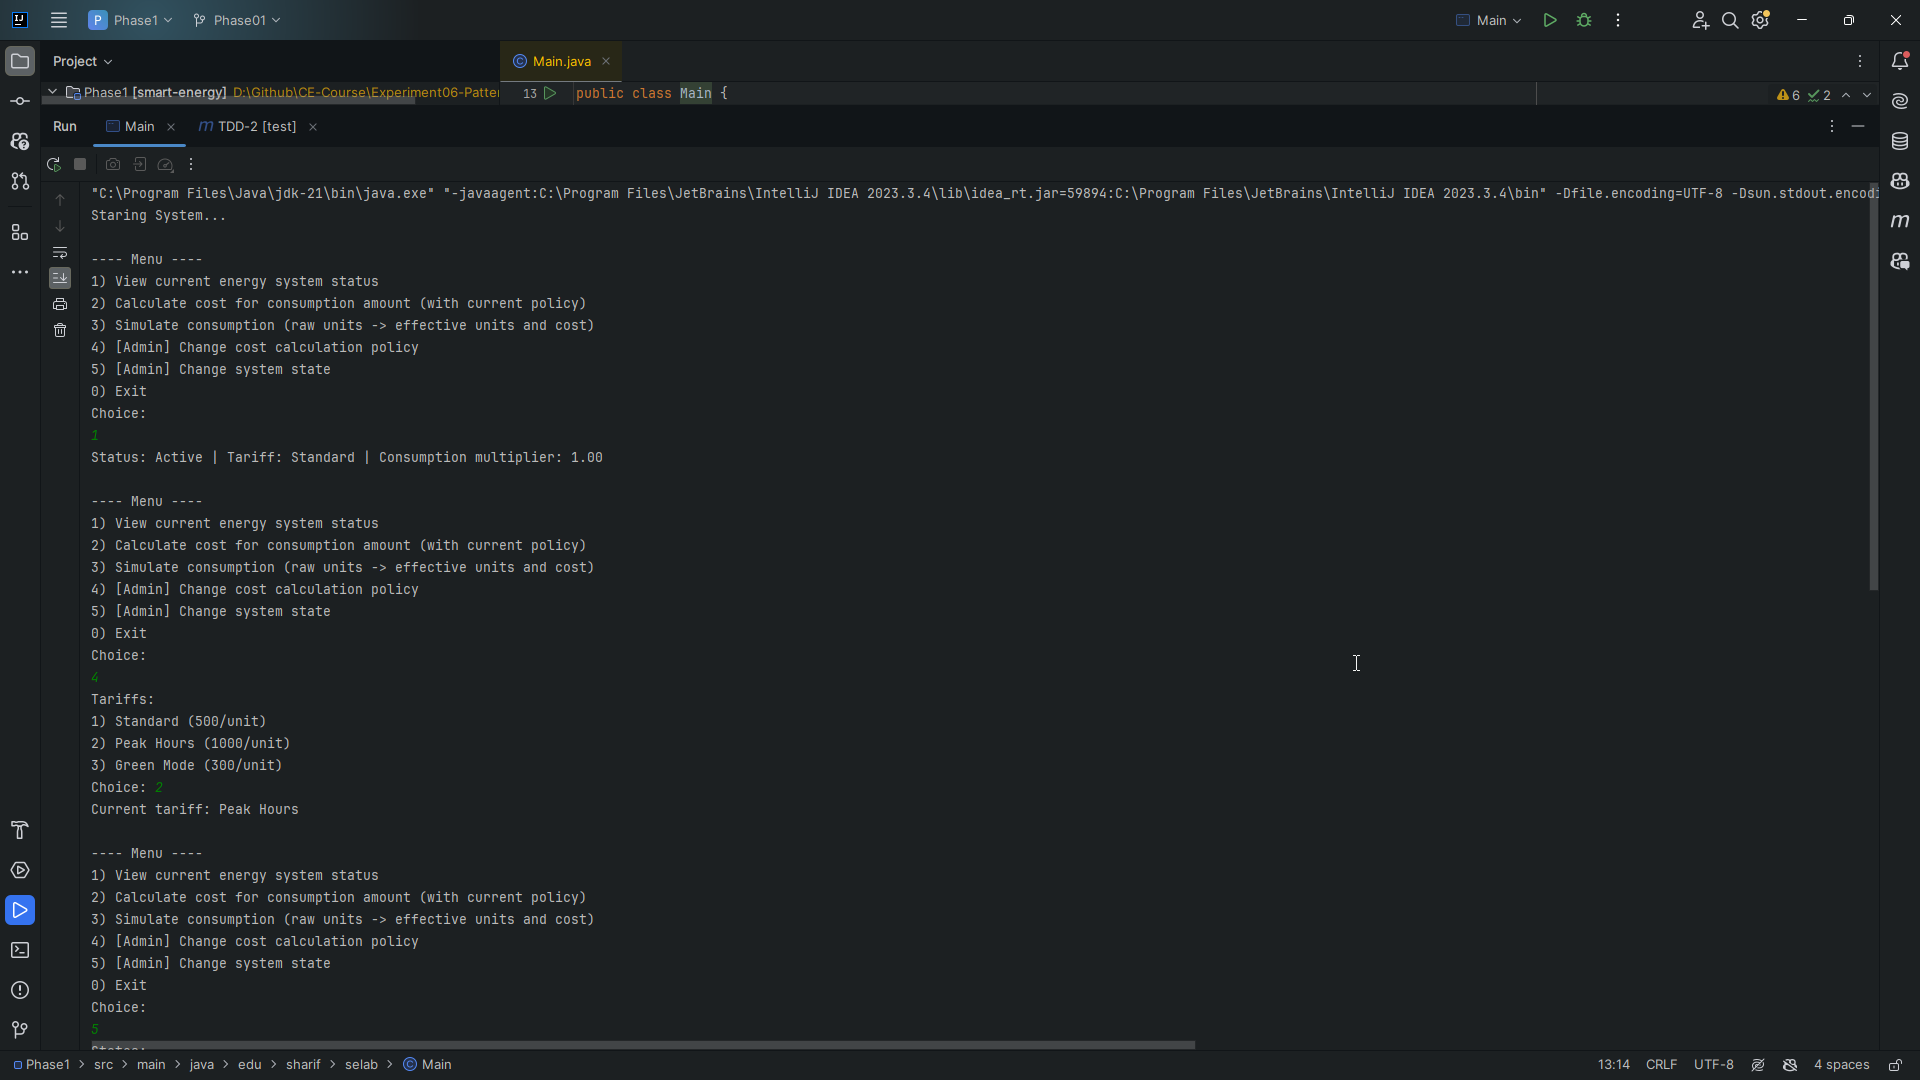 Phase1
Phase01
Main
Project
Main.java
Phase1 [smart-energy] D:\Github\CE-Course\Experiment06-Patter
13 public class Main {
6 2
Run Main TDD-2 [test]
"C:\Program Files\Java\jdk-21\bin\java.exe" "-javaagent:C:\Program Files\JetBrains\IntelliJ IDEA 2023.3.4\lib\idea_rt.jar=59894:C:\Program Files\JetBrains\IntelliJ IDEA 2023.3.4\bin" -Dfile.encoding=UTF-8 -Dsun.stdout.encodi
Staring System...
---- Menu ----
1) View current energy system status
2) Calculate cost for consumption amount (with current policy)
3) Simulate consumption (raw units -> effective units and cost)
4) [Admin] Change cost calculation policy
5) [Admin] Change system state
0) Exit
Choice:
1
Status: Active | Tariff: Standard | Consumption multiplier: 1.00
---- Menu ----
1) View current energy system status
2) Calculate cost for consumption amount (with current policy)
3) Simulate consumption (raw units -> effective units and cost)
4) [Admin] Change cost calculation policy
5) [Admin] Change system state
0) Exit
Choice:
4
Tariffs:
1) Standard (500/unit)
2) Peak Hours (1000/unit)
3) Green Mode (300/unit)
Choice: 2
Current tariff: Peak Hours
---- Menu ----
1) View current energy system status
2) Calculate cost for consumption amount (with current policy)
3) Simulate consumption (raw units -> effective units and cost)
4) [Admin] Change cost calculation policy
5) [Admin] Change system state
0) Exit
Choice:
5
Phase1 > src > main > java > edu > sharif > selab > Main
13:14 CRLF UTF-8 4 spaces